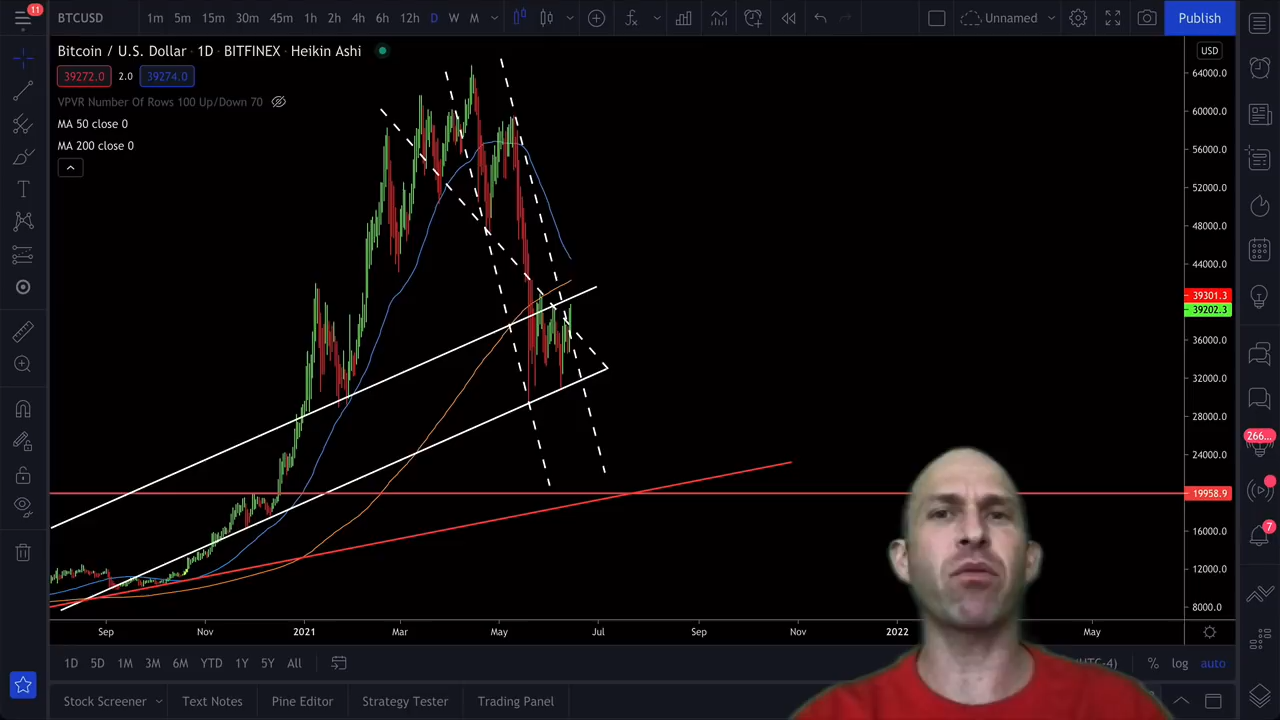 11
1m 5m 15m 30m 45m 1h 2h 4h 6h 12h D W M
Unnamed
Publish
Bitcoin / U.S. Dollar · 1D · BITFINEX · Heikin Ashi
USD
39272.0 2.0 39274.0
VPVR Number Of Rows 100 Up/Down 70
MA 50 close 0
MA 200 close 0
64000.0
60000.0
56000.0
52000.0
48000.0
44000.0
39301.3
39202.3
36000.0
32000.0
28000.0
24000.0
19958.9
16000.0
12000.0
8000.0
266...
7
Sep Nov 2021 Mar May Jul Sep Nov 2022 May
1D 5D 1M 3M 6M YTD 1Y 5Y All
(UTC-4) % log auto
Stock Screener Text Notes Pine Editor Strategy Tester Trading Panel